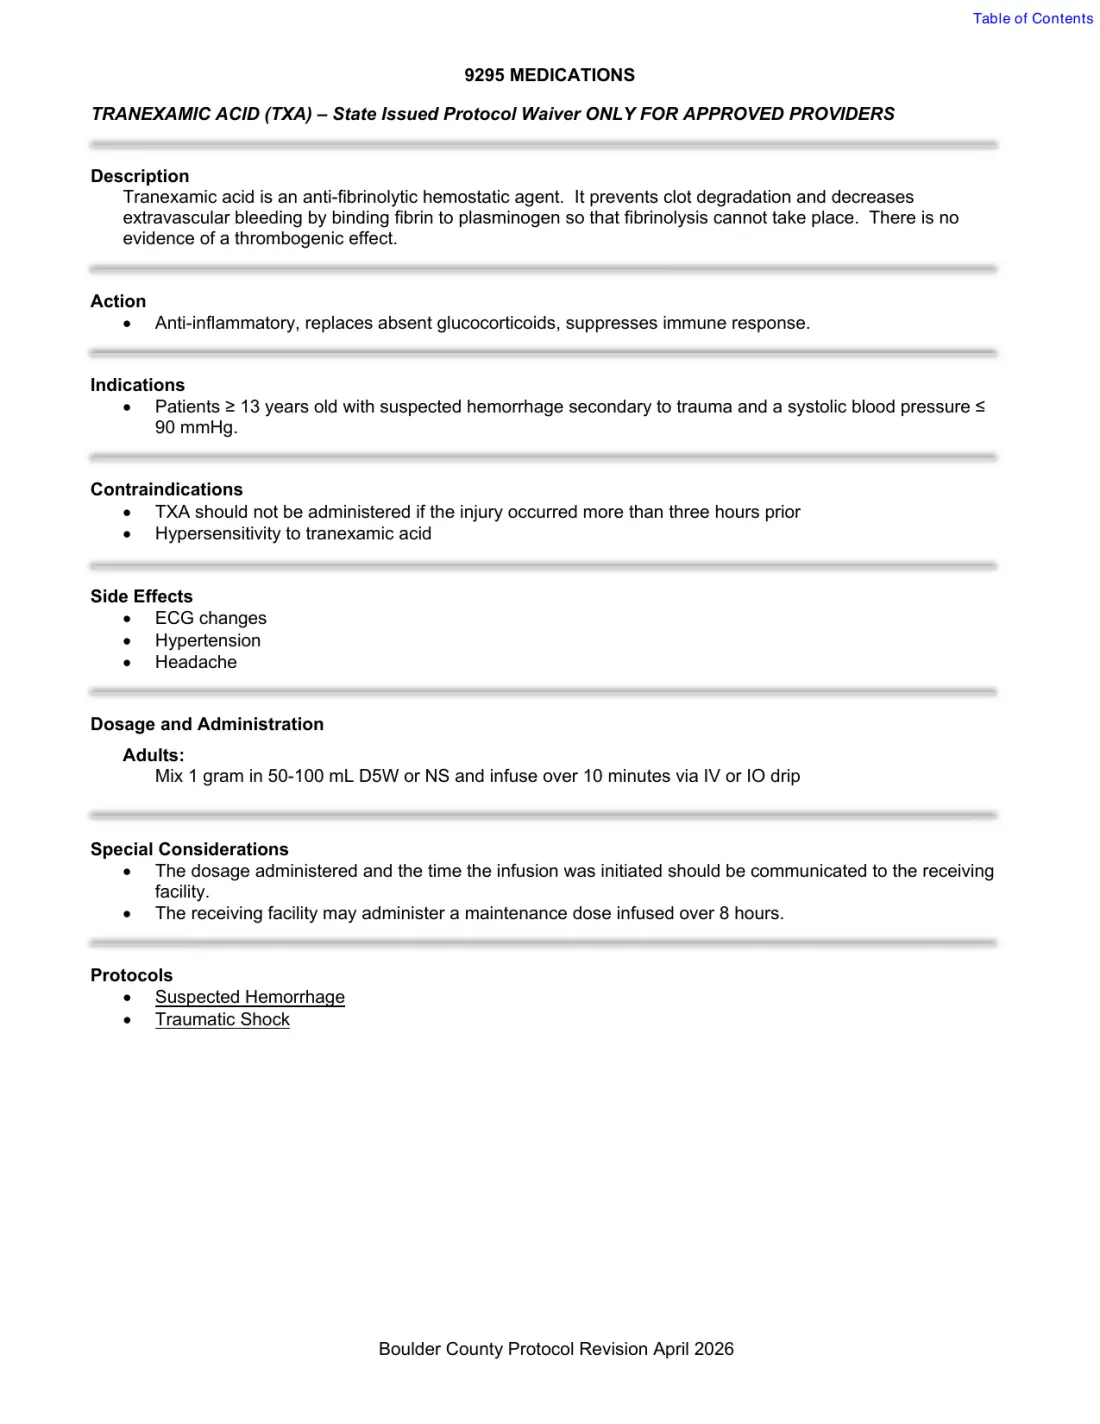 Table of Contents
9295 MEDICATIONS
TRANEXAMIC ACID (TXA) – State Issued Protocol Waiver ONLY FOR APPROVED PROVIDERS
Description
Tranexamic acid is an anti-fibrinolytic hemostatic agent.  It prevents clot degradation and decreases
extravascular bleeding by binding fibrin to plasminogen so that fibrinolysis cannot take place.  There is no
evidence of a thrombogenic effect.
Action
• Anti-inflammatory, replaces absent glucocorticoids, suppresses immune response.
Indications
• Patients ≥ 13 years old with suspected hemorrhage secondary to trauma and a systolic blood pressure ≤
90 mmHg.
Contraindications
• TXA should not be administered if the injury occurred more than three hours prior
• Hypersensitivity to tranexamic acid
Side Effects
• ECG changes
• Hypertension
• Headache
Dosage and Administration
Adults:
Mix 1 gram in 50-100 mL D5W or NS and infuse over 10 minutes via IV or IO drip
Special Considerations
• The dosage administered and the time the infusion was initiated should be communicated to the receiving
facility.
• The receiving facility may administer a maintenance dose infused over 8 hours.
Protocols
• Suspected Hemorrhage
• Traumatic Shock
Boulder County Protocol Revision April 2026